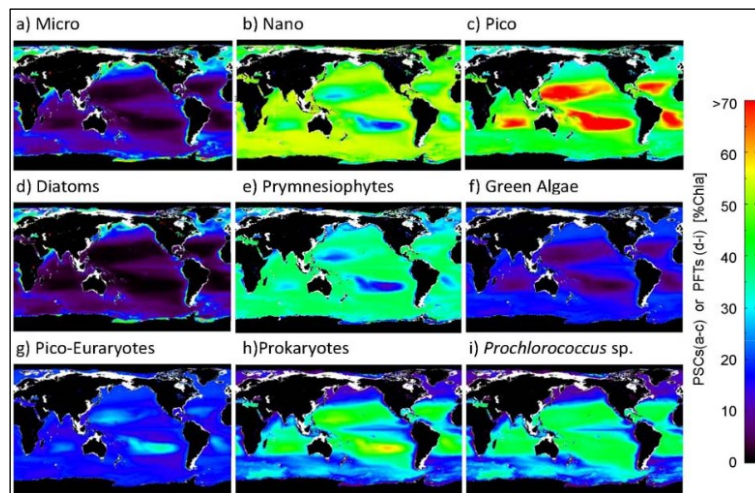 a) Micro
b) Nano
c) Pico
d) Diatoms
e) Prymnesiophytes
f) Green Algae
g) Pico-Euraryotes
h)Prokaryotes
i) Prochlorococcus sp.
PSCs(a-c) or PFTs (d-i) [%Chla]
>70
60
50
40
30
20
10
0